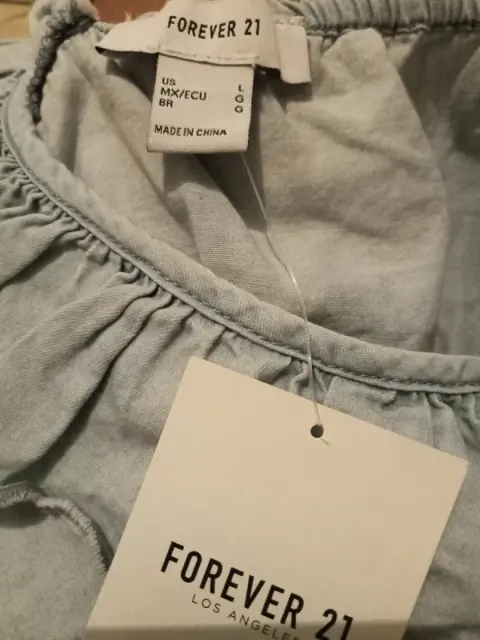 FOREVER 21
US L
MX/ECU G
BR G
MADE IN CHINA
FOREVER 21
LOS ANGELES